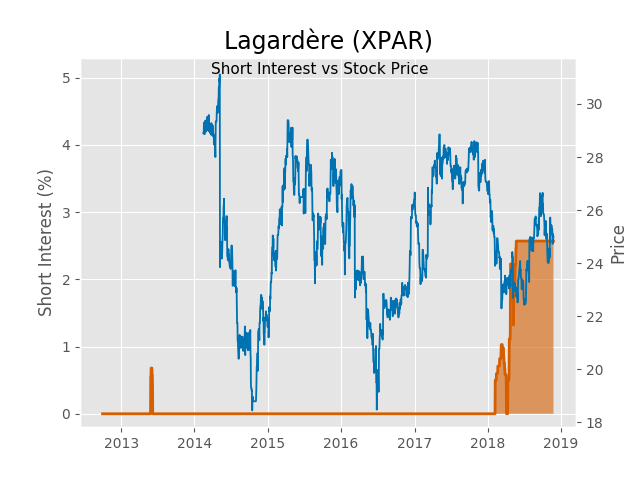 Lagardère (XPAR)
Short Interest vs Stock Price
Short Interest (%)
5
4
3
2
1
0
30
28
26
24
22
20
18
Price
2013 2014 2015 2016 2017 2018 2019